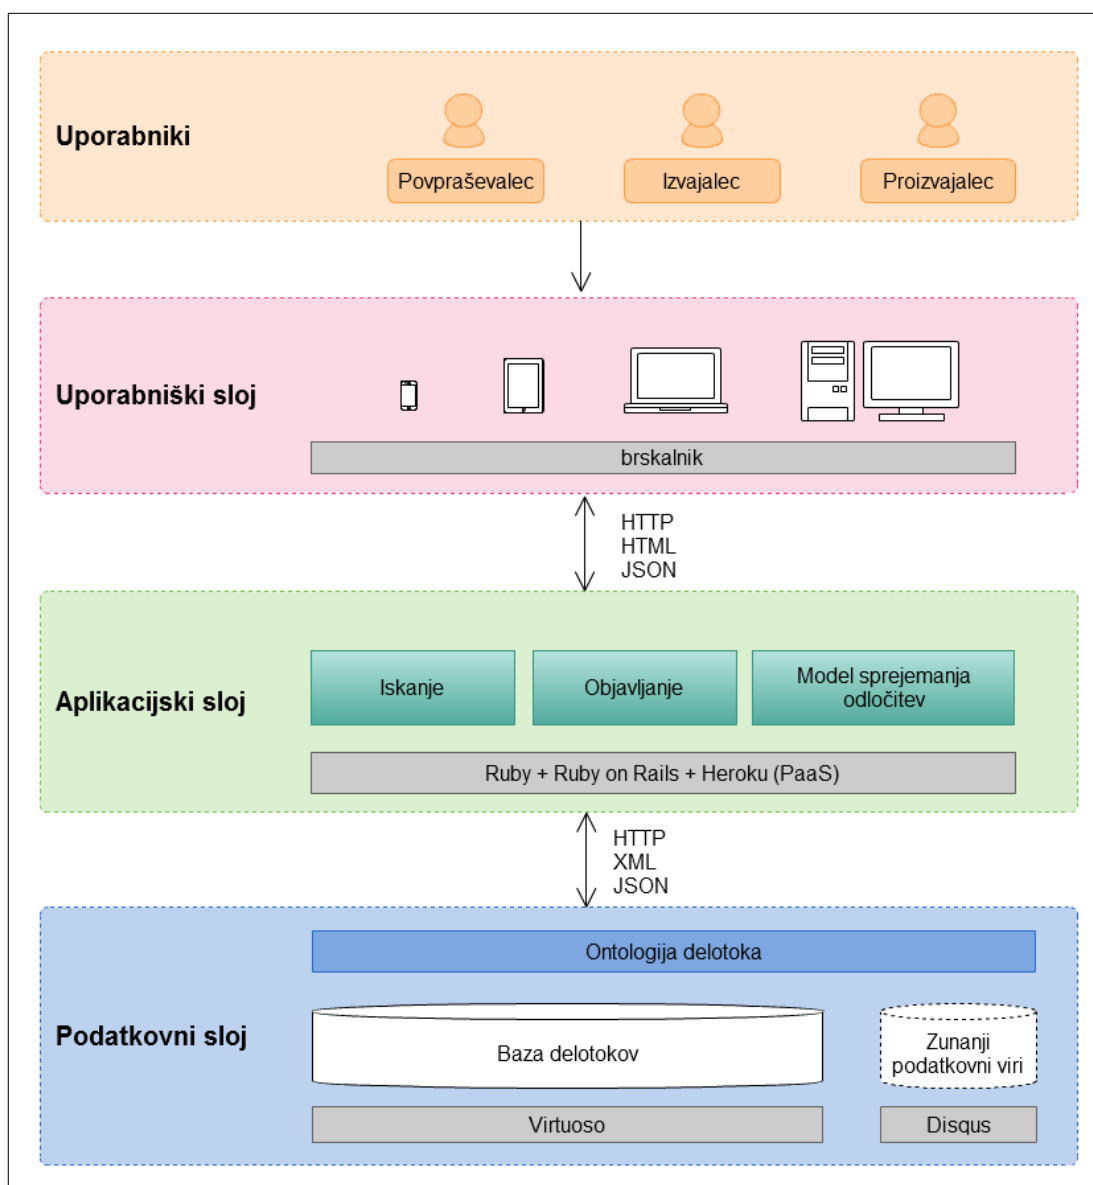 Uporabniki
Povpraševalec
Izvajalec
Proizvajalec
Uporabniški sloj
brskalnik
HTTP
HTML
JSON
Aplikacijski sloj
Iskanje
Objavljanje
Model sprejemanja
odločitev
Ruby + Ruby on Rails + Heroku (PaaS)
HTTP
XML
JSON
Podatkovni sloj
Ontologija delotoka
Baza delotokov
Zunanji
podatkovni viri
Virtuoso
Disqus